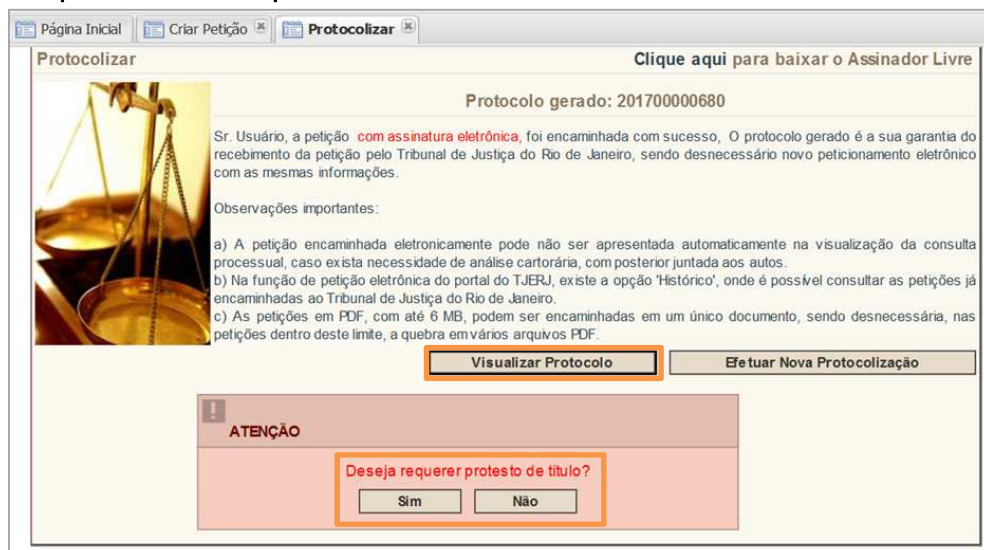 Página Inicial Criar Petição Protocolizar
Protocolizar Clique aqui para baixar o Assinador Livre
Protocolo gerado: 201700000680
Sr. Usuário, a petição com assinatura eletrônica, foi encaminhada com sucesso, O protocolo gerado é a sua garantia do
recebimento da petição pelo Tribunal de Justiça do Rio de Janeiro, sendo desnecessário novo peticionamento eletrônico
com as mesmas informações.
Observações importantes:
a) A petição encaminhada eletronicamente pode não ser apresentada automaticamente na visualização da consulta
processual, caso exista necessidade de análise cartorária, com posterior juntada aos autos.
b) Na função de petição eletrônica do portal do TJERJ, existe a opção 'Histórico', onde é possível consultar as petições já
encaminhadas ao Tribunal de Justiça do Rio de Janeiro.
c) As petições em PDF, com até 6 MB, podem ser encaminhadas em um único documento, sendo desnecessária, nas
petições dentro deste limite, a quebra em vários arquivos PDF.
Visualizar Protocolo Efetuar Nova Protocolização
ATENÇÃO
Deseja requerer protesto de título?
Sim Não